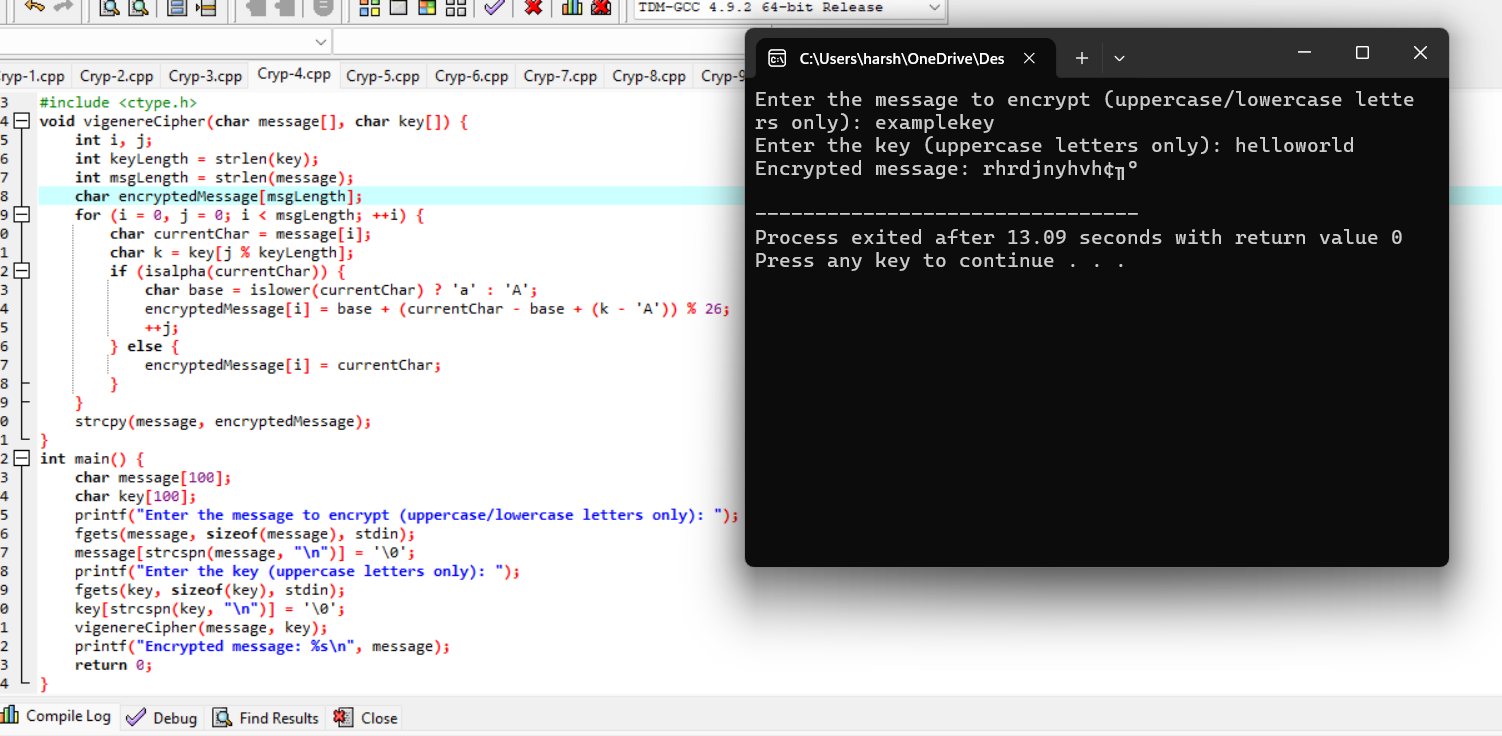 TDM-GCC 4.9.2 64-bit Release
ryp-1.cpp Cryp-2.cpp Cryp-3.cpp Cryp-4.cpp Cryp-5.cpp Cryp-6.cpp Cryp-7.cpp Cryp-8.cpp Cryp-9
3 #include <ctype.h>
4 void vigenereCipher(char message[], char key[]) {
5 int i, j;
6 int keyLength = strlen(key);
7 int msgLength = strlen(message);
8 char encryptedMessage[msgLength];
9 for (i = 0, j = 0; i < msgLength; ++i) {
0 char currentChar = message[i];
1 char k = key[j % keyLength];
2 if (isalpha(currentChar)) {
3 char base = islower(currentChar) ? 'a' : 'A';
4 encryptedMessage[i] = base + (currentChar - base + (k - 'A')) % 26;
5 ++j;
6 } else {
7 encryptedMessage[i] = currentChar;
8 }
9 }
0 strcpy(message, encryptedMessage);
1 }
2 int main() {
3 char message[100];
4 char key[100];
5 printf("Enter the message to encrypt (uppercase/lowercase letters only): ");
6 fgets(message, sizeof(message), stdin);
7 message[strcspn(message, "\n")] = '\0';
8 printf("Enter the key (uppercase letters only): ");
9 fgets(key, sizeof(key), stdin);
0 key[strcspn(key, "\n")] = '\0';
1 vigenereCipher(message, key);
2 printf("Encrypted message: %s\n", message);
3 return 0;
4 }
Compile Log Debug Find Results Close
C:\Users\harsh\OneDrive\Des
Enter the message to encrypt (uppercase/lowercase lette
rs only): examplekey
Enter the key (uppercase letters only): helloworld
Encrypted message: rhrdjnyhvh¢╖°
--------------------------------
Process exited after 13.09 seconds with return value 0
Press any key to continue . . .